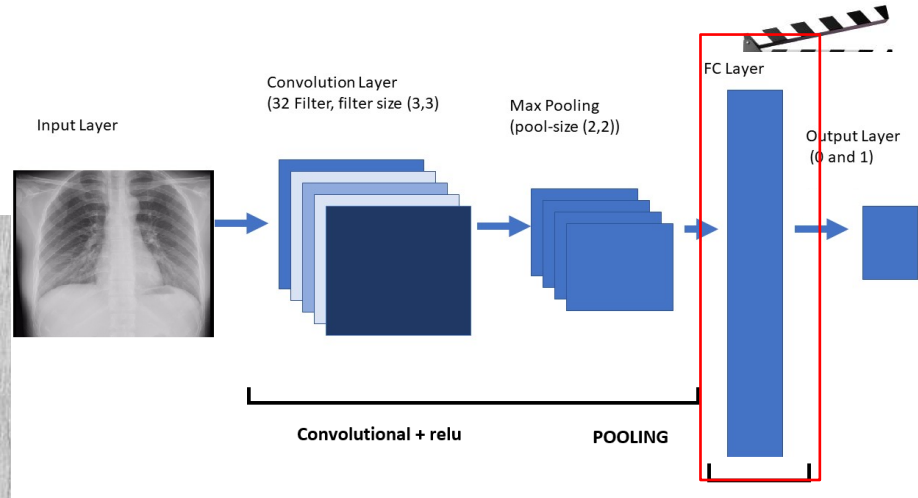 Input Layer
Convolution Layer
(32 Filter, filter size (3,3)
Max Pooling
(pool-size (2,2))
FC Layer
Output Layer
(0 and 1)
Convolutional + relu
POOLING